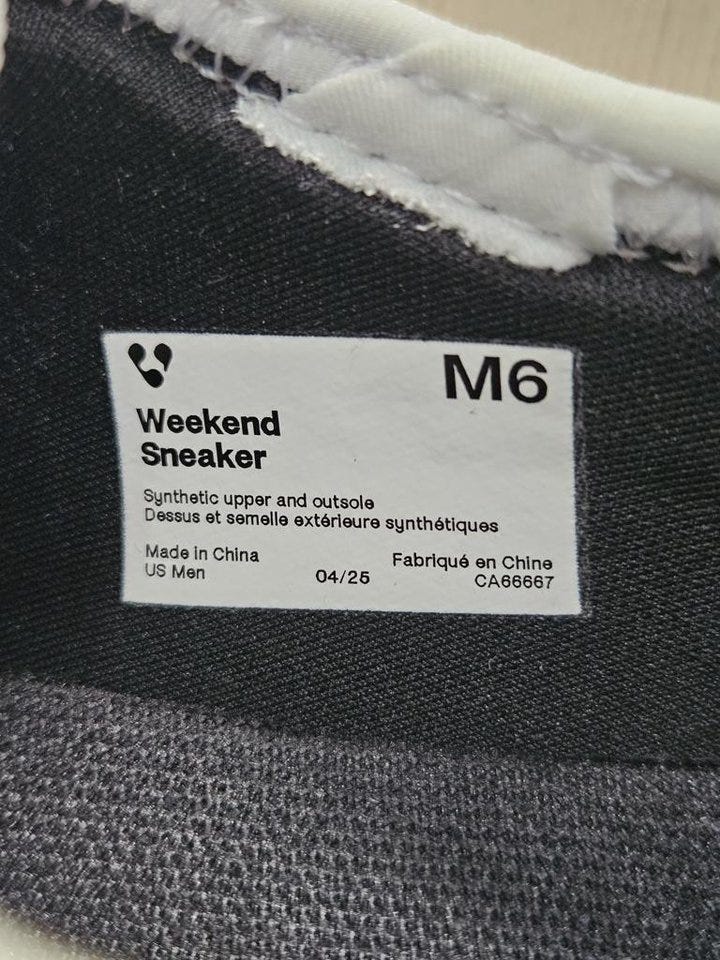 M6
Weekend
Sneaker
Synthetic upper and outsole
Dessus et semelle extérieure synthétiques
Made in China
US Men
04/25
Fabriqué en Chine
CA66667